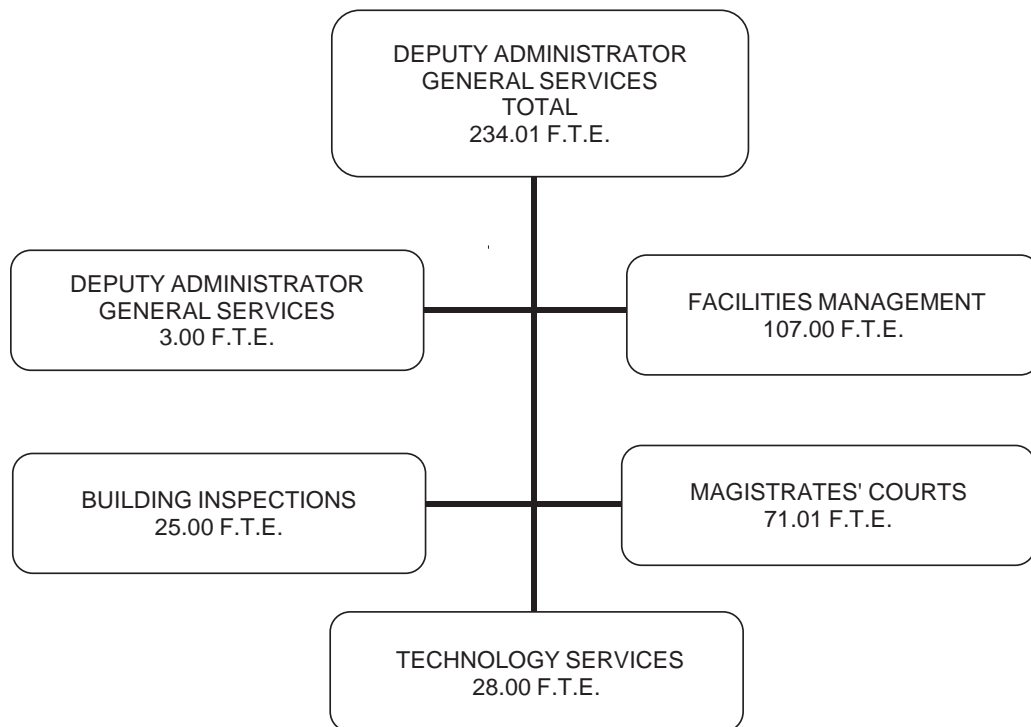 DEPUTY ADMINISTRATOR
GENERAL SERVICES
TOTAL
234.01 F.T.E.
DEPUTY ADMINISTRATOR
GENERAL SERVICES
3.00 F.T.E.
FACILITIES MANAGEMENT
107.00 F.T.E.
BUILDING INSPECTIONS
25.00 F.T.E.
MAGISTRATES' COURTS
71.01 F.T.E.
TECHNOLOGY SERVICES
28.00 F.T.E.